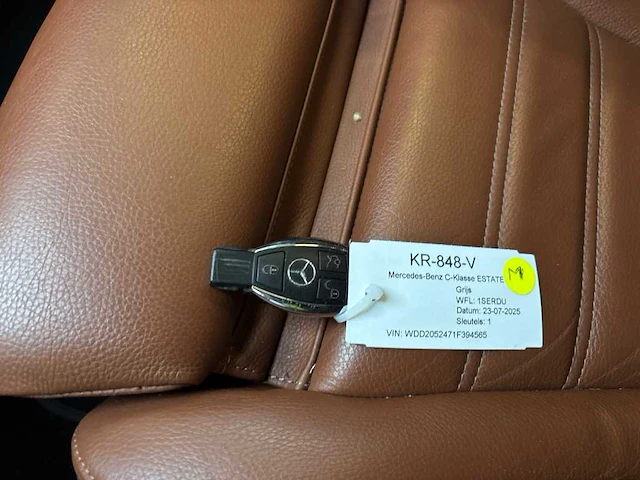 KR-848-V
Mercedes-Benz C-Klasse ESTATE
Grijs
WFL: 1SERDU
Datum: 23-07-2025
Sleutels: 1
VIN: WDD2052471F394565